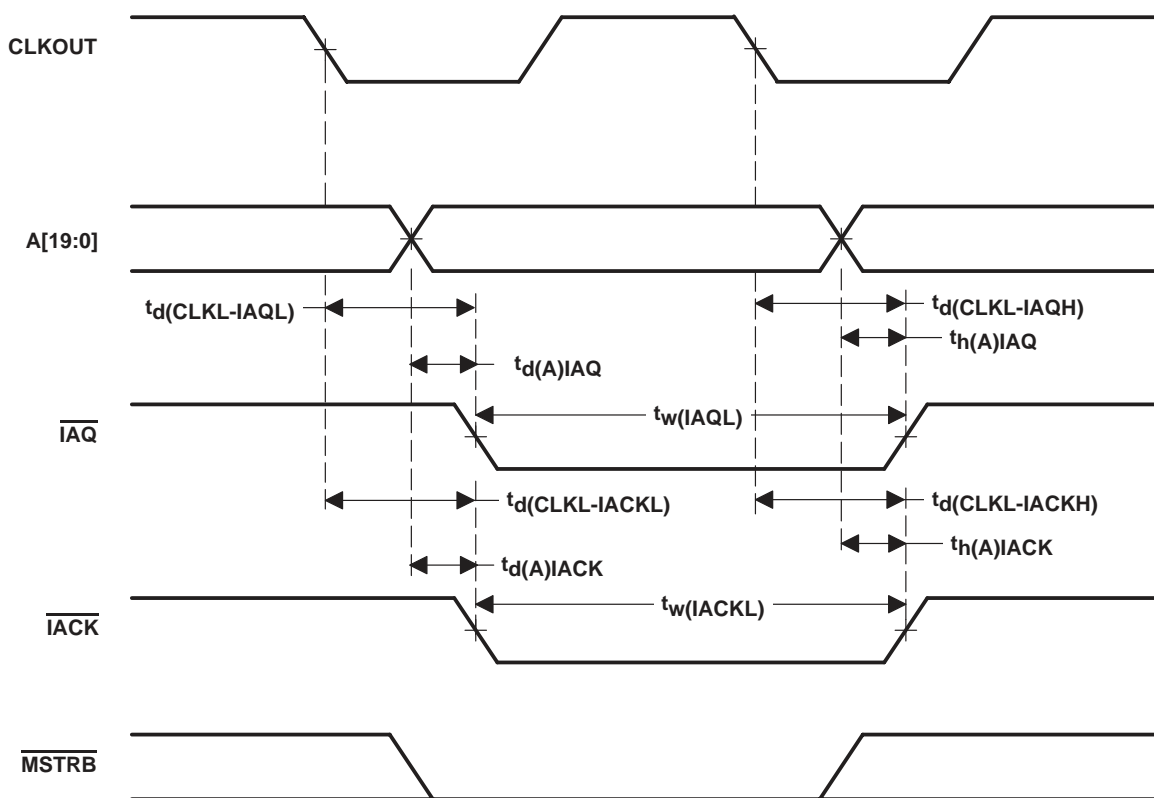 CLKOUT
A[19:0]
td(CLKL-IAQL)
td(CLKL-IAQH)
th(A)IAQ
td(A)IAQ
tw(IAQL)
IAQ
td(CLKL-IACKL)
td(CLKL-IACKH)
th(A)IACK
td(A)IACK
tw(IACKL)
IACK
MSTRB